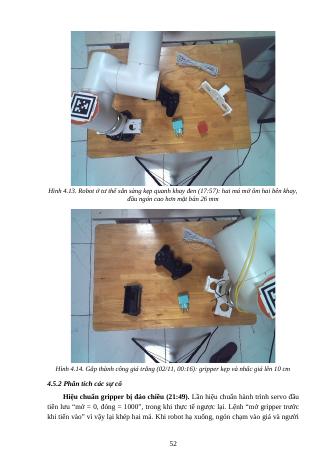 Hình 4.13. Robot ở tư thế sẵn sàng kẹp quanh khay đen (17:57): hai má mở ôm hai bên khay,
đầu ngón cao hơn mặt bàn 26 mm
Hình 4.14. Gắp thành công giá trắng (02/11, 00:16): gripper kẹp và nhấc giá lên 10 cm
4.5.2 Phân tích các sự cố
Hiệu chuẩn gripper bị đảo chiều (21:49). Lần hiệu chuẩn hành trình servo đầu
tiên lưu “mở = 0, đóng = 1000”, trong khi thực tế ngược lại. Lệnh “mở gripper trước
khi tiến vào” vì vậy lại khép hai má. Khi robot hạ xuống, ngón chạm vào giá và người
52